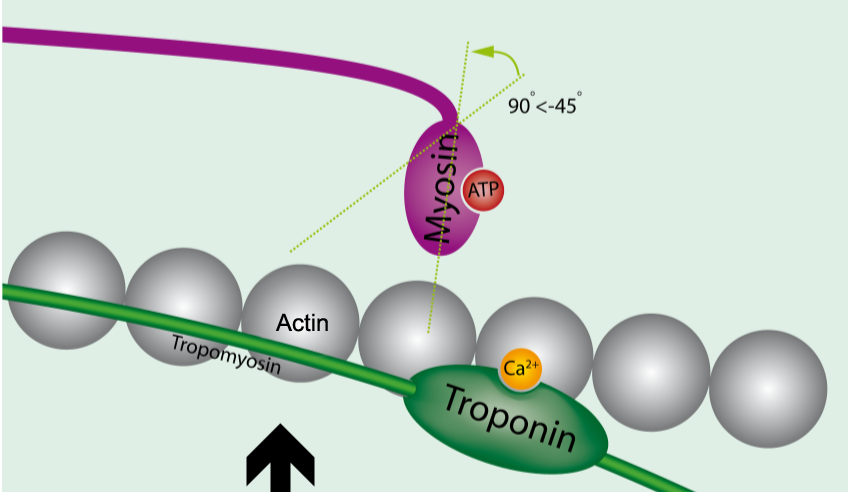 90°<-45°
Myosin
ATP
Actin
Tropomyosin
Ca²⁺
Troponin